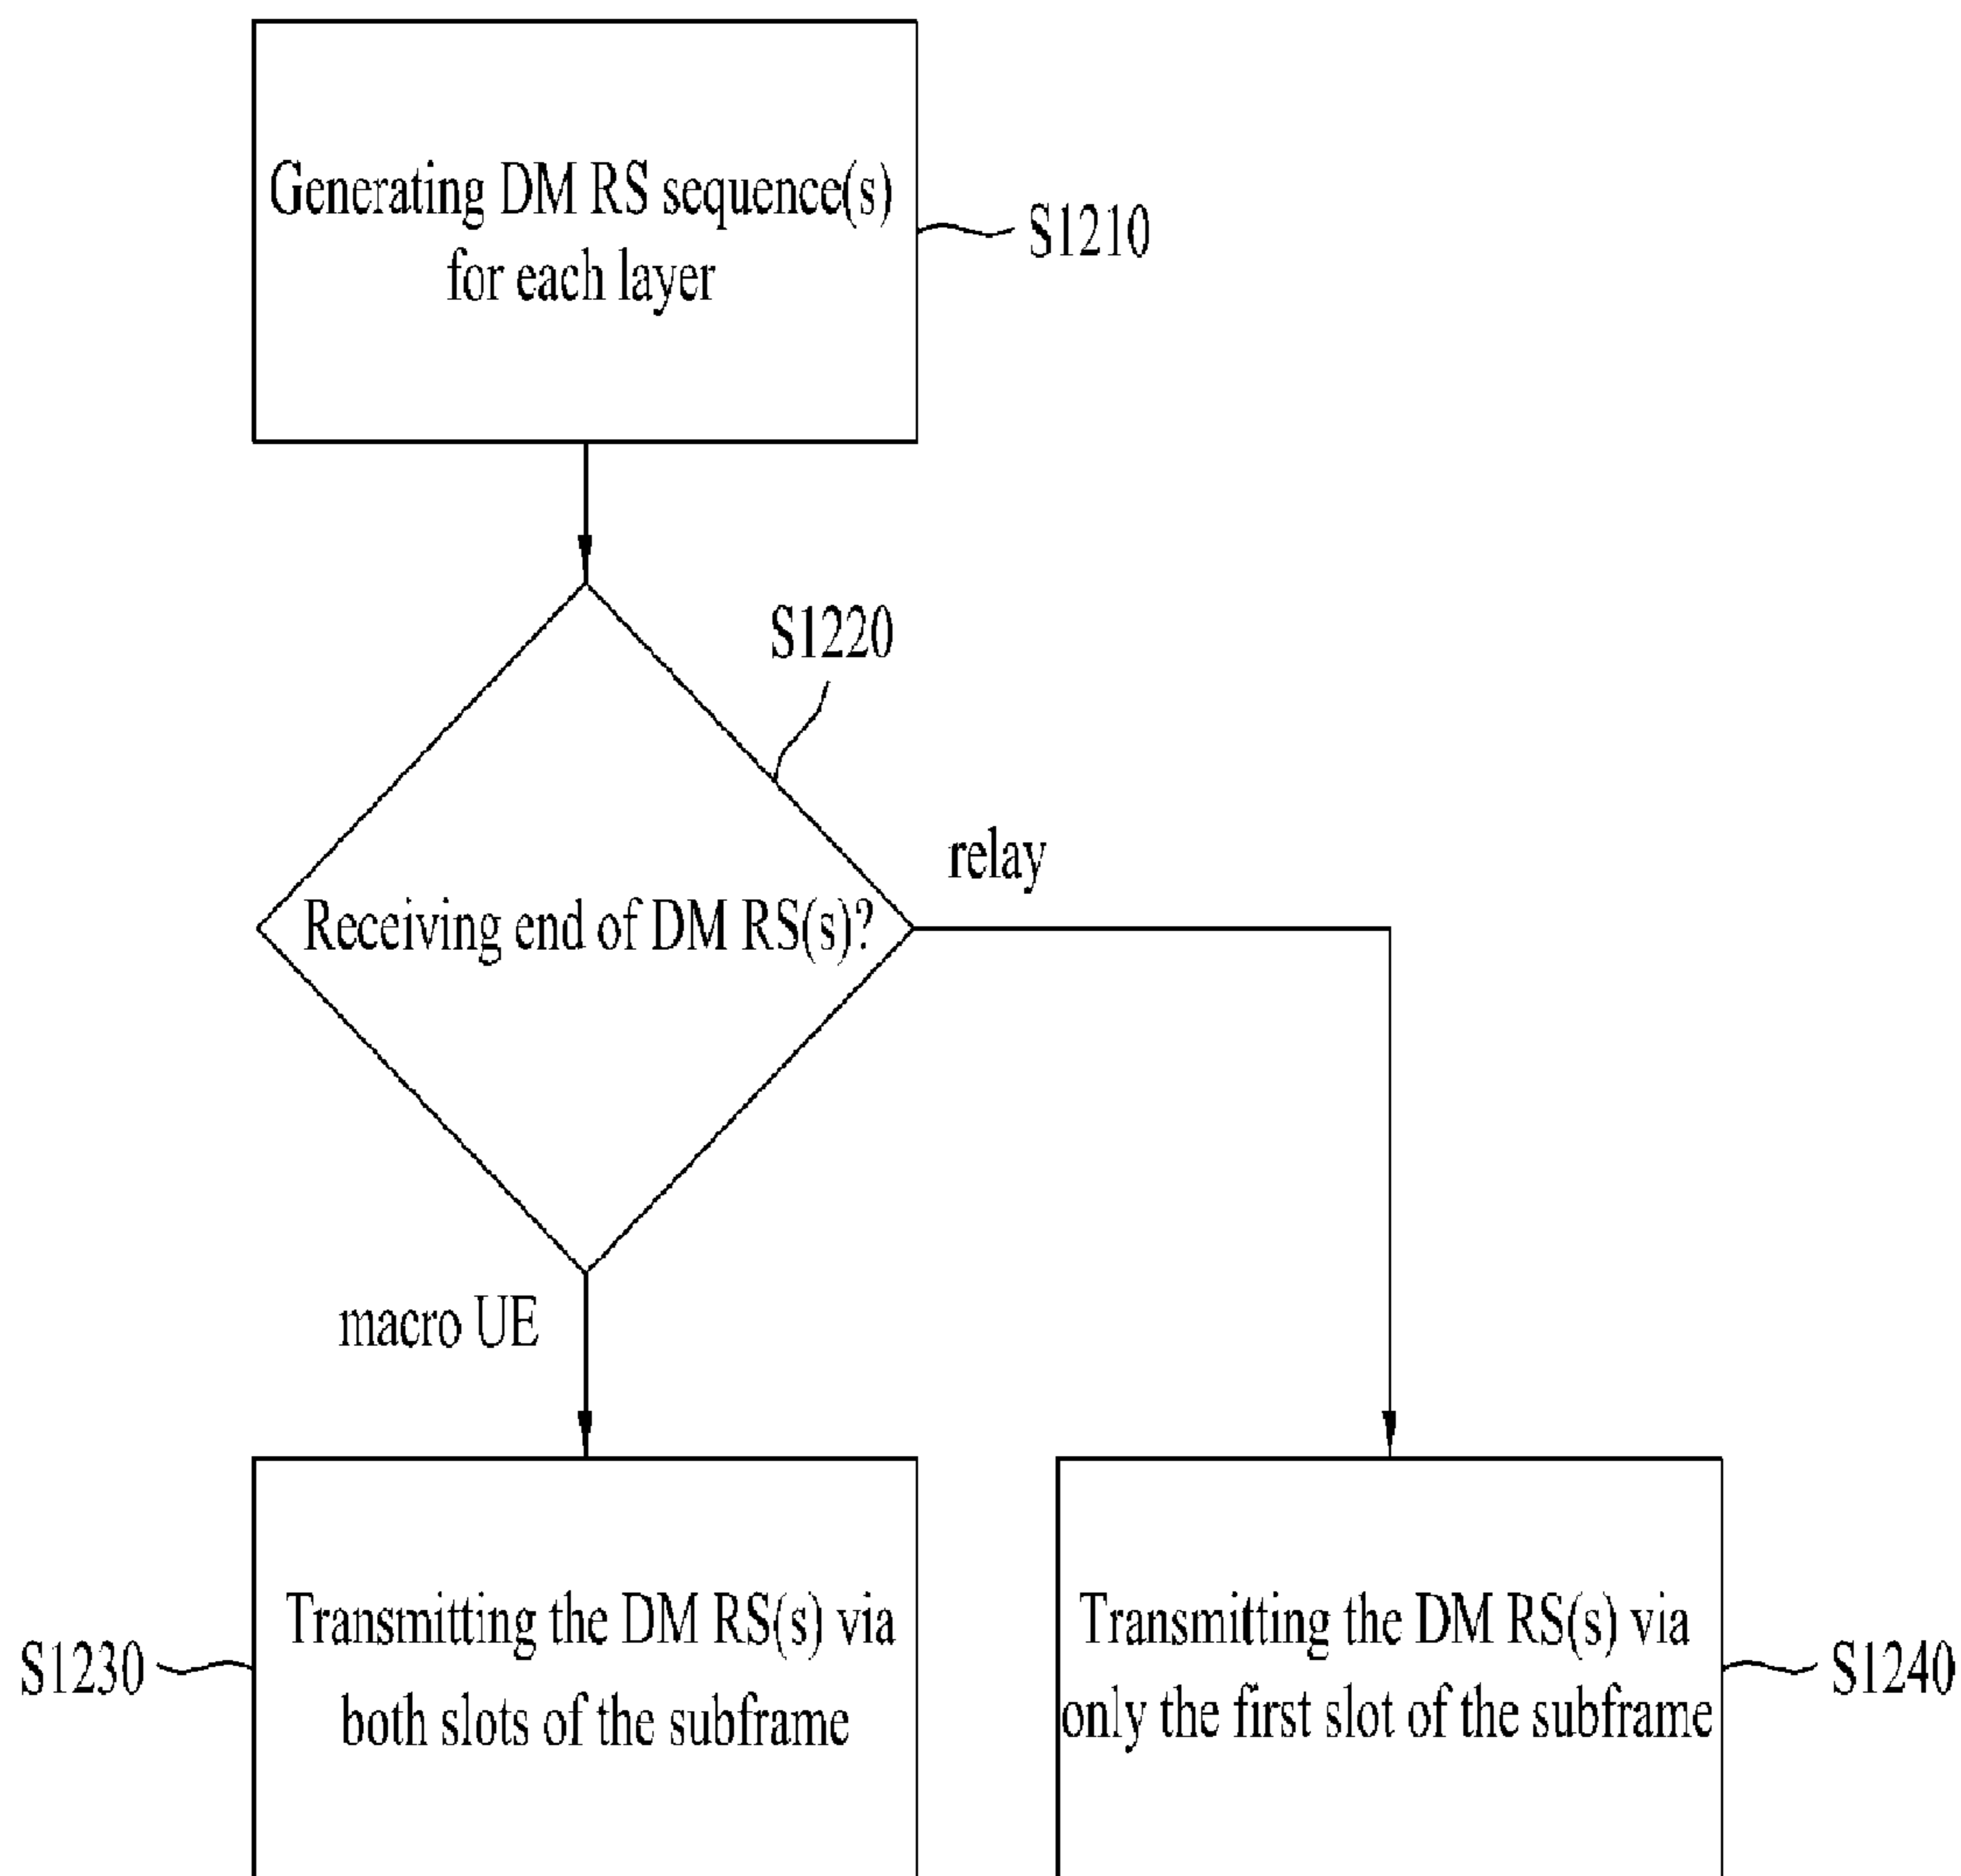 Generating DM RS sequence(s)
for each layer
S1210
S1220
relay
Receiving end of DM RS(s)?
macro UE
Transmitting the DM RS(s) via
both slots of the subframe
S1230
Transmitting the DM RS(s) via
only the first slot of the subframe
S1240